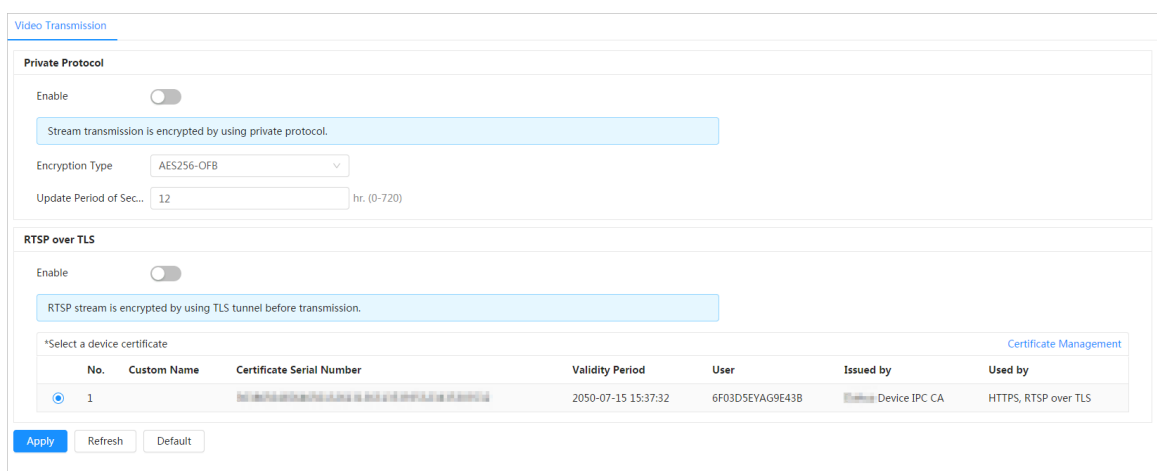 Video Transmission
Private Protocol
Enable
Stream transmission is encrypted by using private protocol.
Encryption Type AES256-OFB
Update Period of Sec... 12 hr. (0-720)
RTSP over TLS
Enable
RTSP stream is encrypted by using TLS tunnel before transmission.
*Select a device certificate Certificate Management
No. Custom Name Certificate Serial Number Validity Period User Issued by Used by
1 2050-07-15 15:37:32 6F03D5EYAG9E43B Device IPC CA HTTPS, RTSP over TLS
Apply Refresh Default